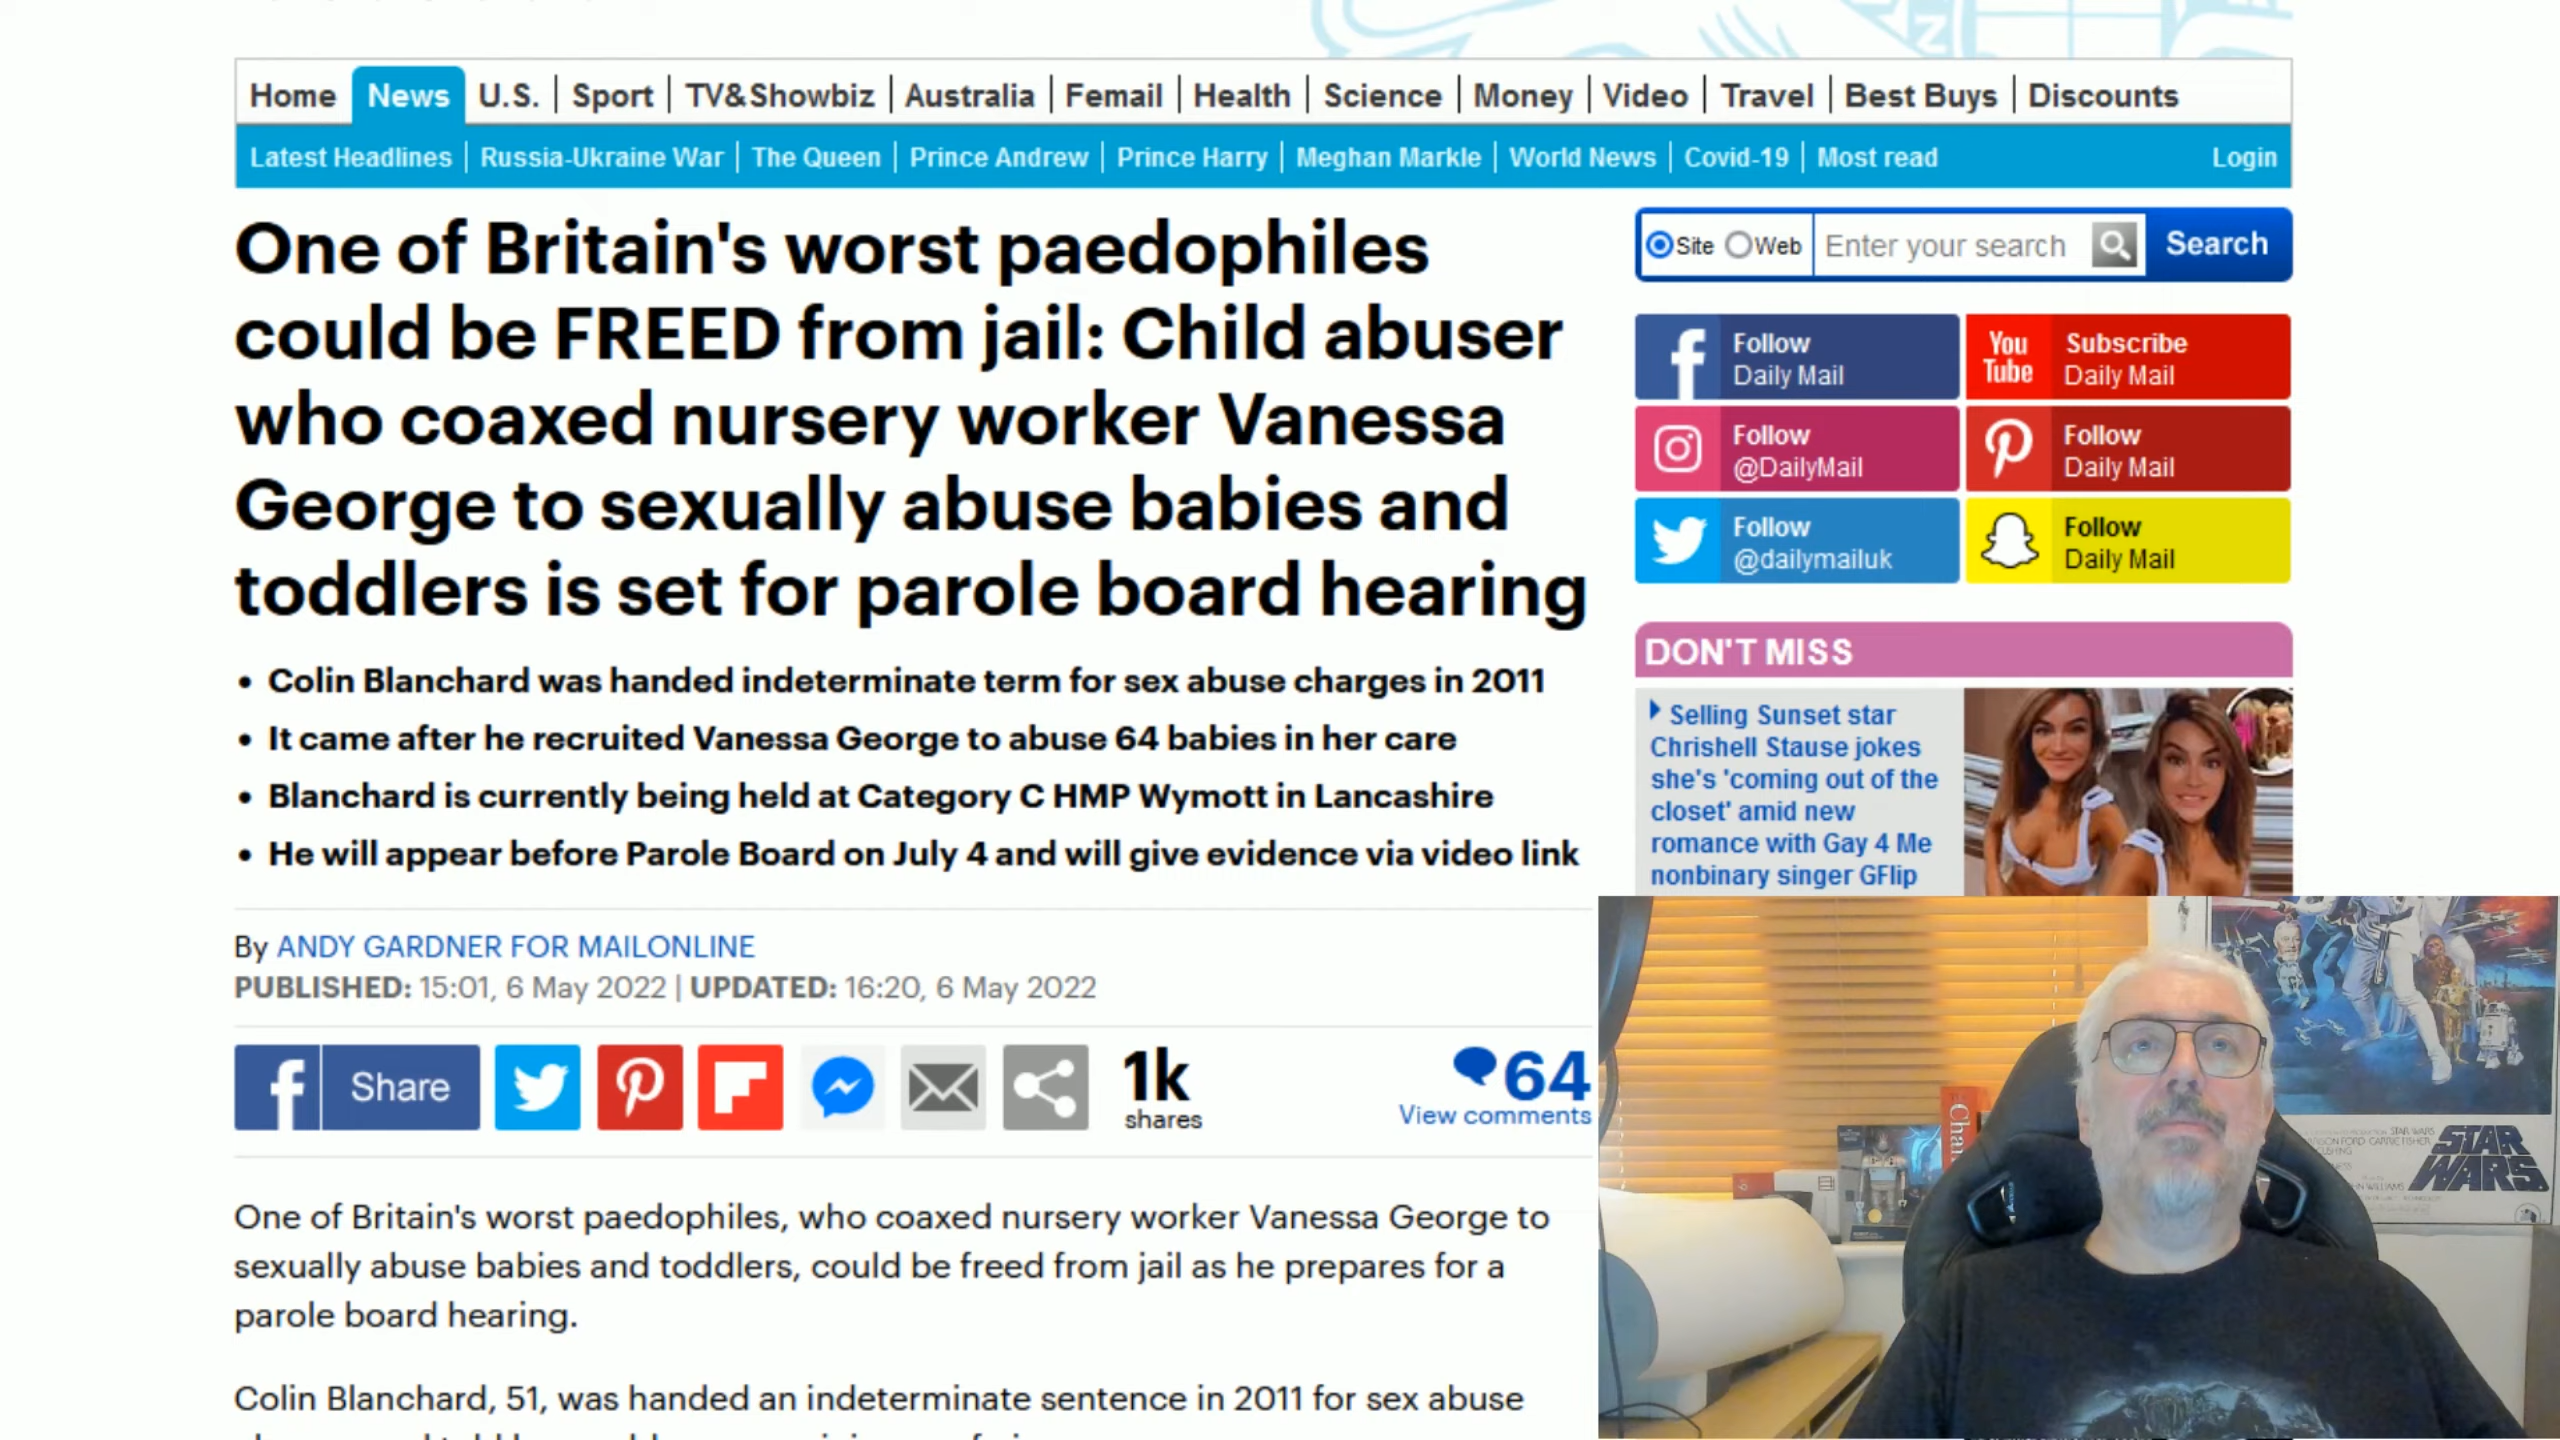 Home News U.S. Sport TV&Showbiz Australia Femail Health Science Money Video Travel Best Buys Discounts
Latest Headlines Russia-Ukraine War The Queen Prince Andrew Prince Harry Meghan Markle World News Covid-19 Most read Login
One of Britain's worst paedophiles
could be FREED from jail: Child abuser
who coaxed nursery worker Vanessa
George to sexually abuse babies and
toddlers is set for parole board hearing
• Colin Blanchard was handed indeterminate term for sex abuse charges in 2011
• It came after he recruited Vanessa George to abuse 64 babies in her care
• Blanchard is currently being held at Category C HMP Wymott in Lancashire
• He will appear before Parole Board on July 4 and will give evidence via video link
By ANDY GARDNER FOR MAILONLINE
PUBLISHED: 15:01, 6 May 2022 | UPDATED: 16:20, 6 May 2022
Share
1k
shares
64
View comments
One of Britain's worst paedophiles, who coaxed nursery worker Vanessa George to
sexually abuse babies and toddlers, could be freed from jail as he prepares for a
parole board hearing.
Colin Blanchard, 51, was handed an indeterminate sentence in 2011 for sex abuse
Site Web Enter your search Search
Follow
Daily Mail
You
Tube
Subscribe
Daily Mail
Follow
@DailyMail
Follow
Daily Mail
Follow
@dailymailuk
Follow
Daily Mail
DON'T MISS
Selling Sunset star
Chrishell Stause jokes
she's 'coming out of the
closet' amid new
romance with Gay 4 Me
nonbinary singer GFlip
STAR
WARS